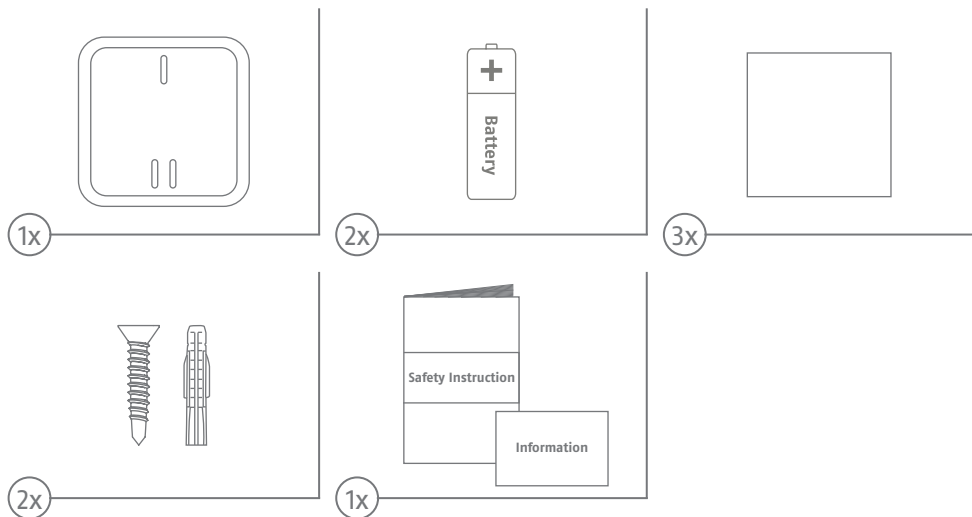 +
Battery
1x
2x
3x
Safety Instruction
Information
2x
1x